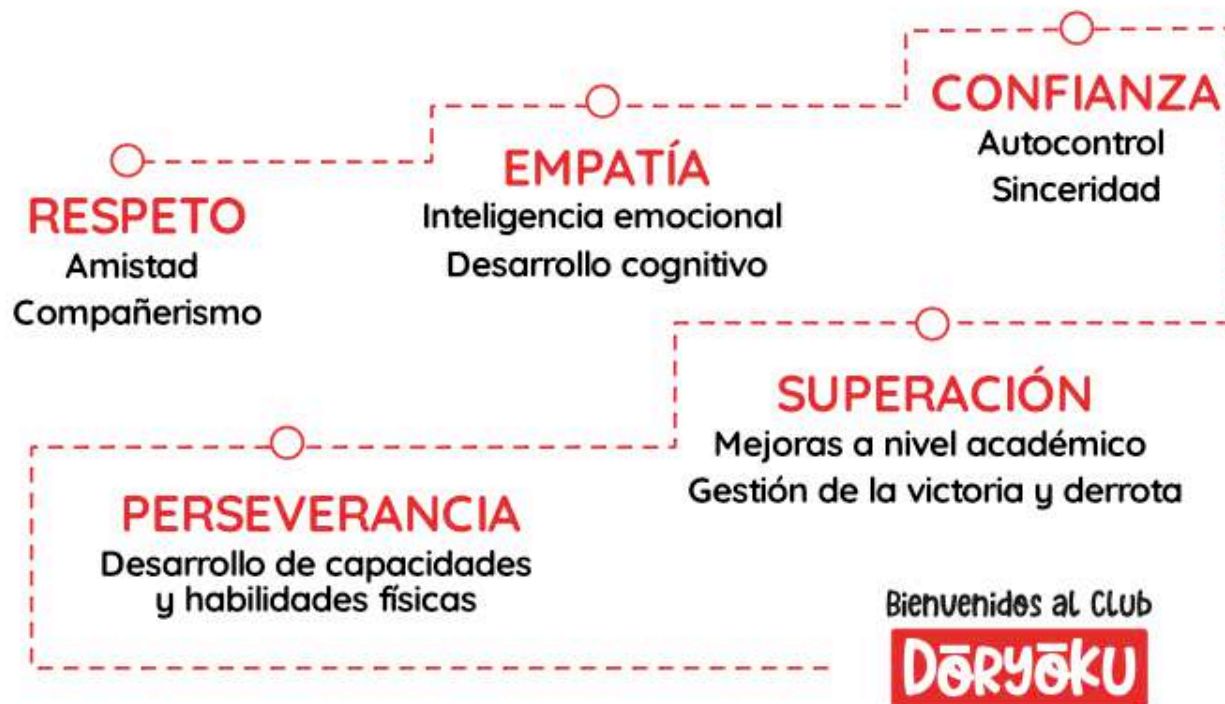 RESPETO
Amistad
Compañerismo
EMPATÍA
Inteligencia emocional
Desarrollo cognitivo
CONFIANZA
Autocontrol
Sinceridad
SUPERACIÓN
Mejoras a nivel académico
Gestión de la victoria y derrota
PERSEVERANCIA
Desarrollo de capacidades
y habilidades físicas
Bienvenidos al Club
DŌRYŌKU